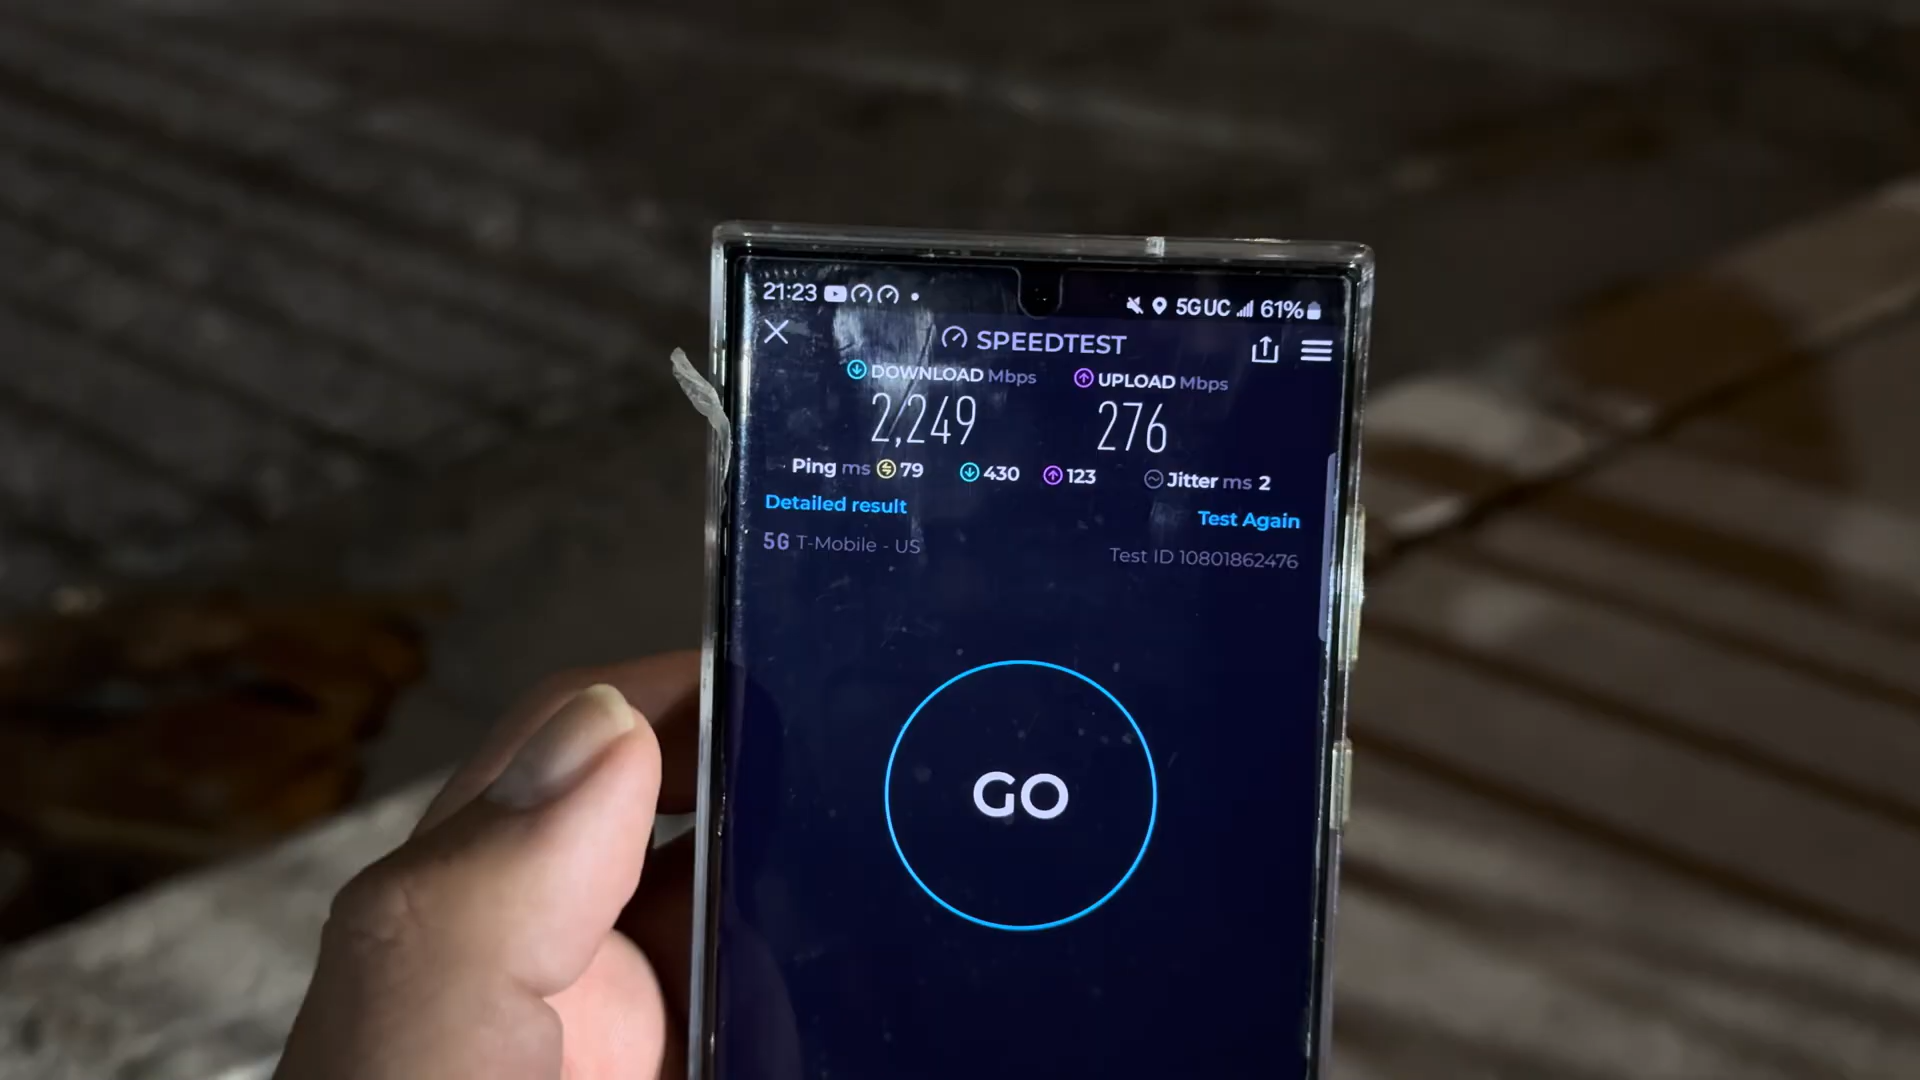 21:23 5G UC 61%
SPEEDTEST
DOWNLOAD Mbps UPLOAD Mbps
2,249 276
Ping ms 79 430 123 Jitter ms 2
Detailed result Test Again
5G T-Mobile - US Test ID 10801862476
GO